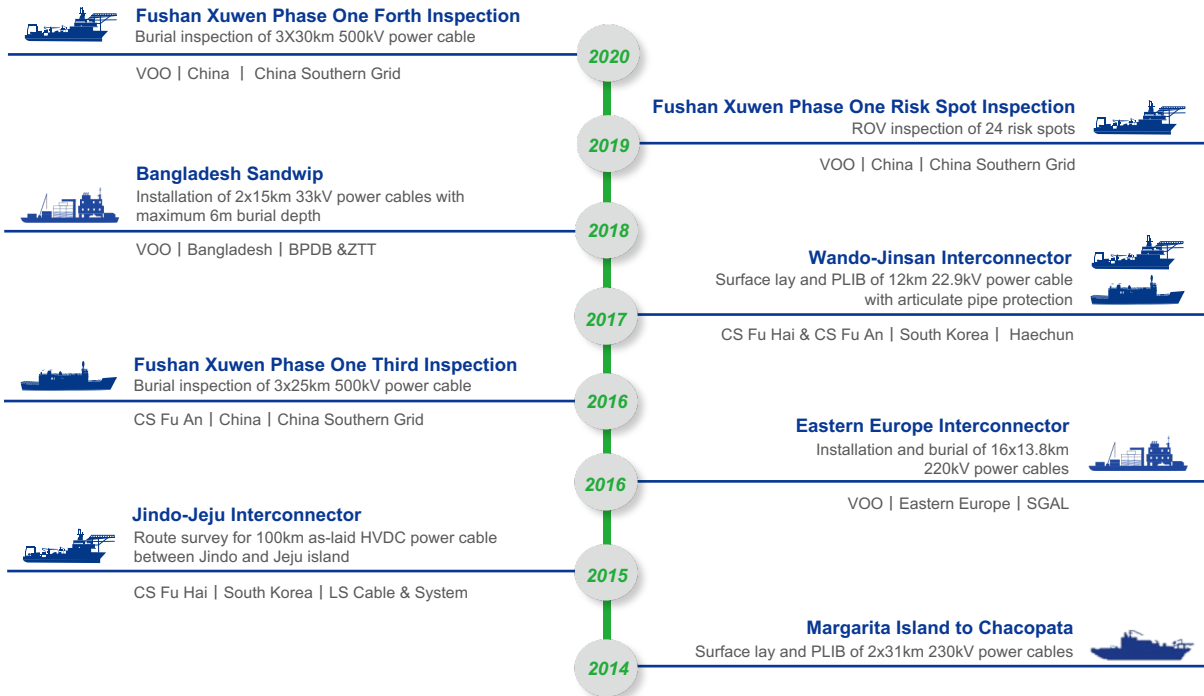 Fushan Xuwen Phase One Forth Inspection
Burial inspection of 3X30km 500kV power cable
VOO | China | China Southern Grid
2020
Fushan Xuwen Phase One Risk Spot Inspection
ROV inspection of 24 risk spots
VOO | China | China Southern Grid
2019
Bangladesh Sandwip
Installation of 2x15km 33kV power cables with
maximum 6m burial depth
VOO | Bangladesh | BPDB &ZTT
2018
Wando-Jinsan Interconnector
Surface lay and PLIB of 12km 22.9kV power cable
with articulate pipe protection
CS Fu Hai & CS Fu An | South Korea | Haechun
2017
Fushan Xuwen Phase One Third Inspection
Burial inspection of 3x25km 500kV power cable
CS Fu An | China | China Southern Grid
2016
Eastern Europe Interconnector
Installation and burial of 16x13.8km
220kV power cables
VOO | Eastern Europe | SGAL
2016
Jindo-Jeju Interconnector
Route survey for 100km as-laid HVDC power cable
between Jindo and Jeju island
CS Fu Hai | South Korea | LS Cable & System
2015
Margarita Island to Chacopata
Surface lay and PLIB of 2x31km 230kV power cables
2014